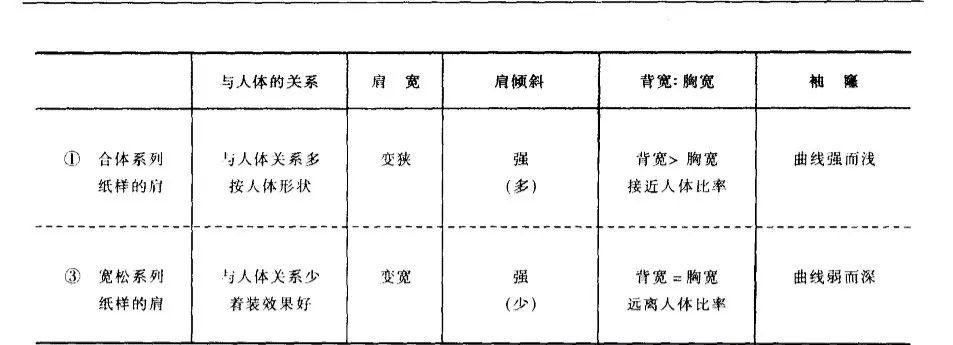 与人体的关系 肩 宽 肩倾斜 背宽:胸宽 袖 窿
① 合体系列 与人体关系多 变狭 强 背宽> 胸宽 曲线强而浅
纸样的肩 按人体形状 (多) 接近人体比率
③ 宽松系列 与人体关系少 变宽 强 背宽=胸宽 曲线弱而深
纸样的肩 着装效果好 (少) 远离人体比率